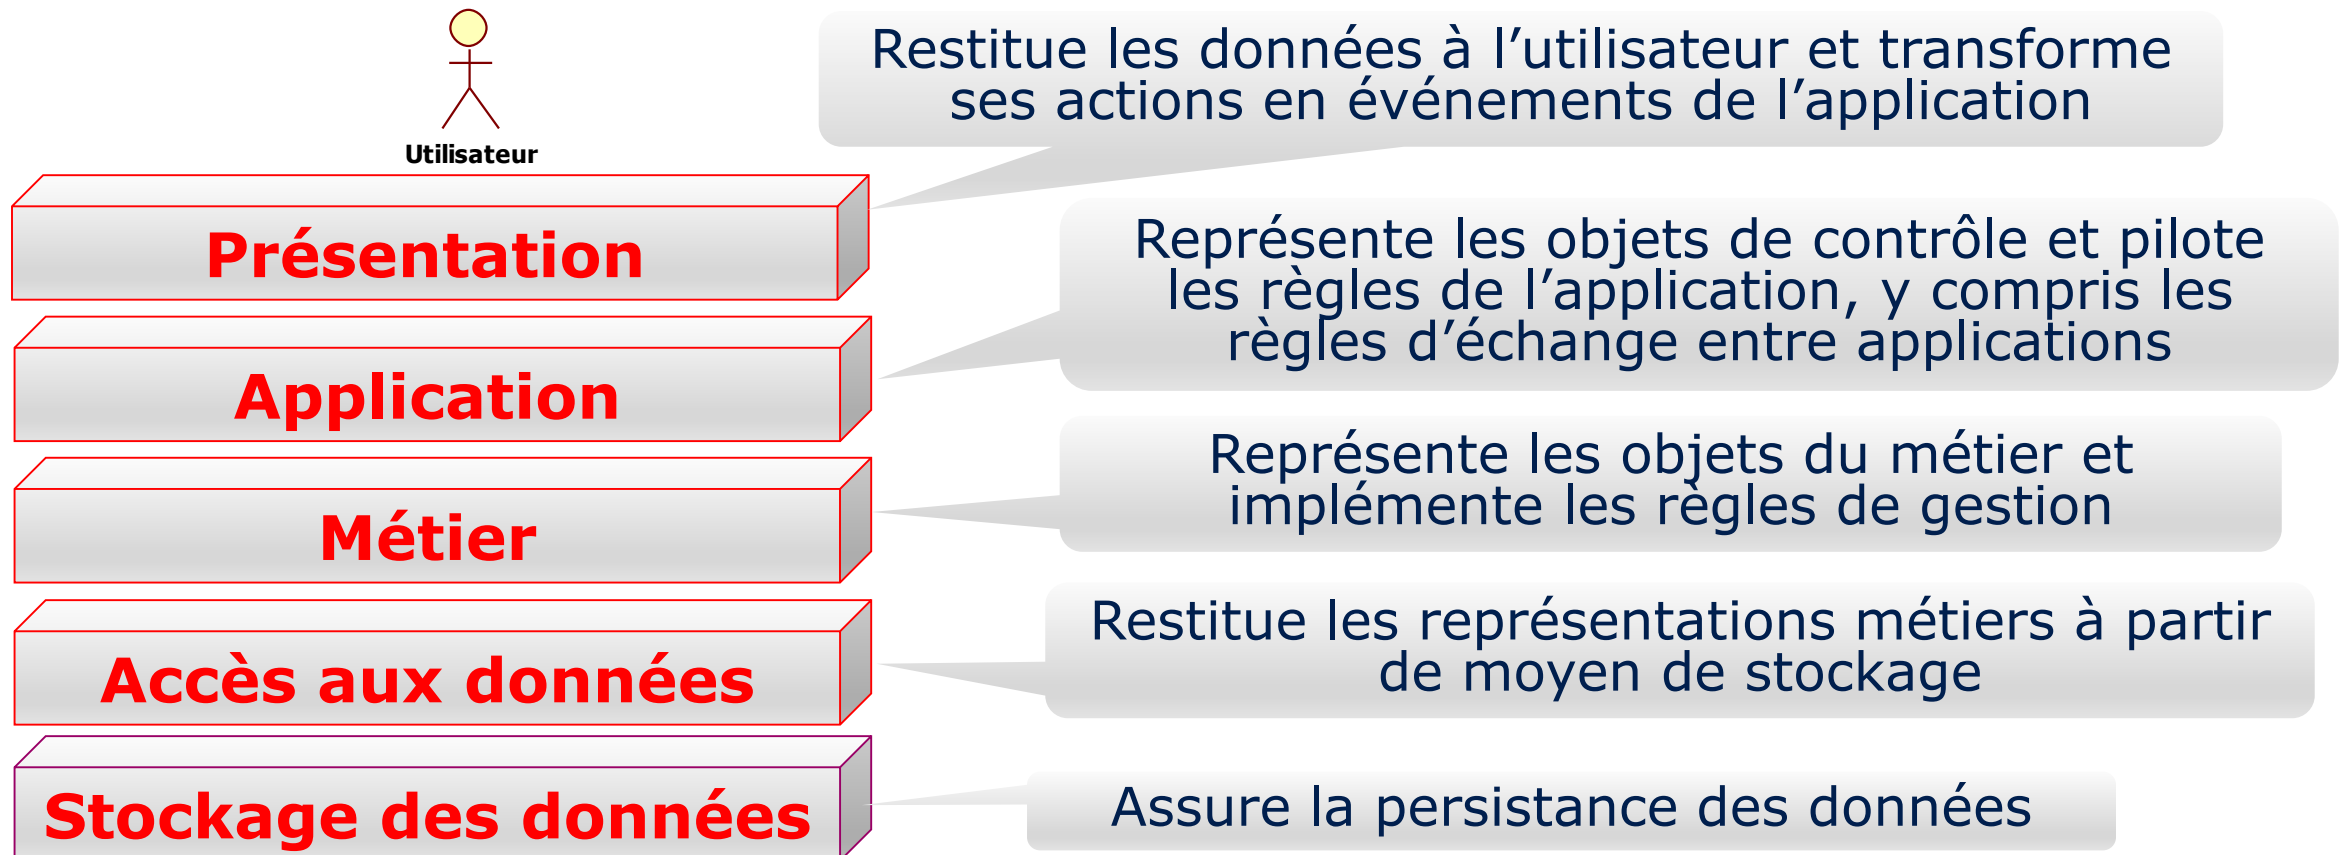 Utilisateur
Restitue les données à l’utilisateur et transforme
ses actions en événements de l’application
Présentation
Représente les objets de contrôle et pilote
les règles de l’application, y compris les
règles d’échange entre applications
Application
Représente les objets du métier et
implémente les règles de gestion
Métier
Restitue les représentations métiers à partir
de moyen de stockage
Accès aux données
Assure la persistance des données
Stockage des données